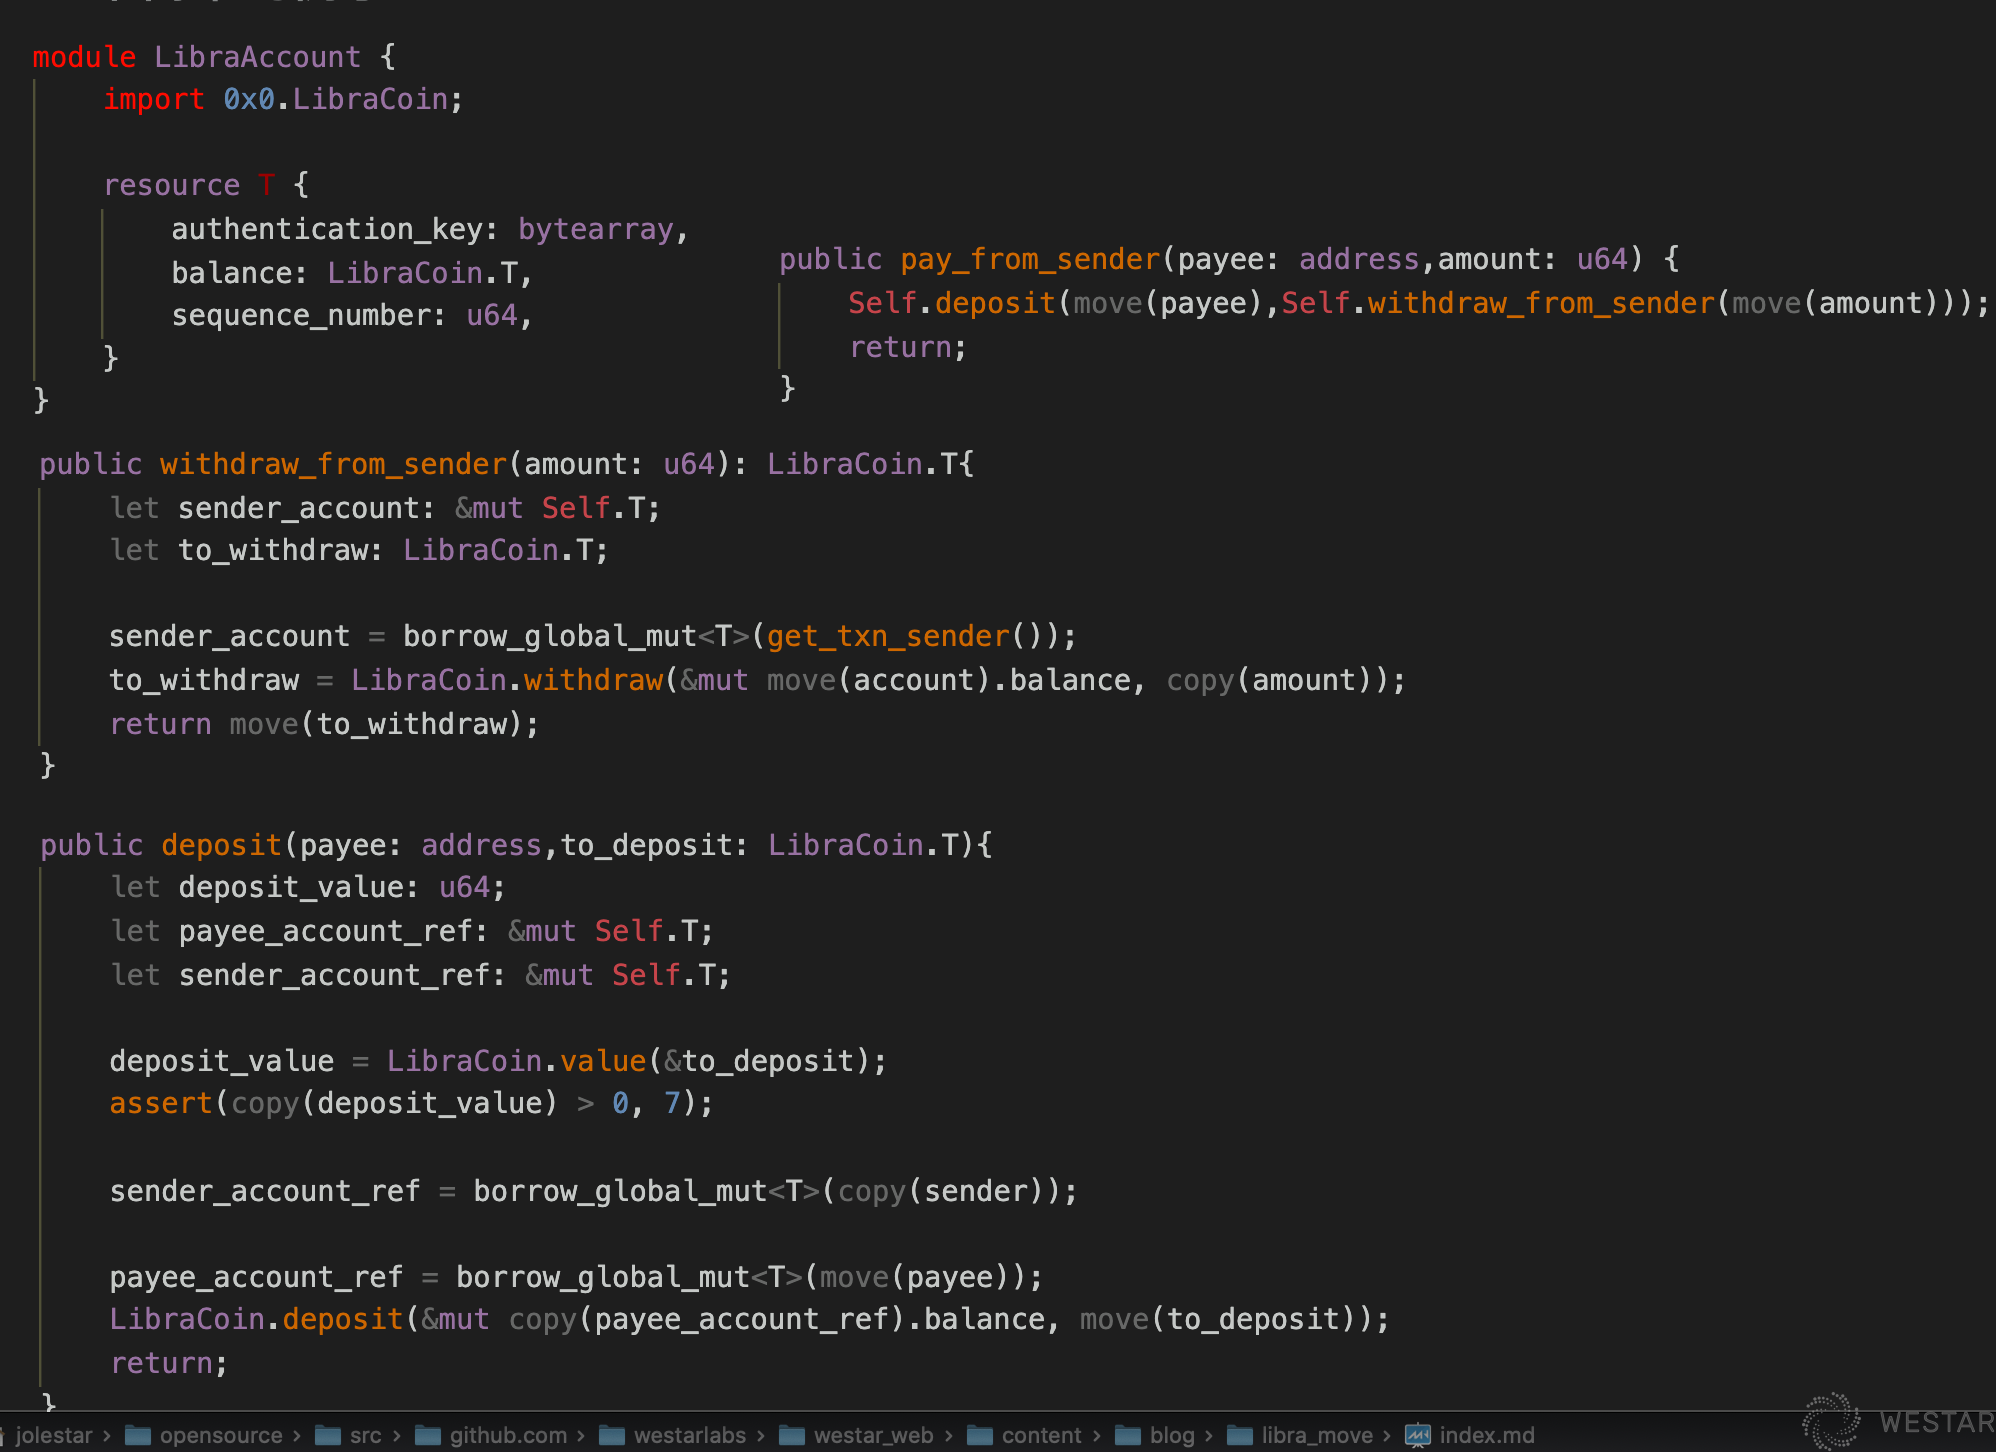 module LibraAccount {
import 0x0.LibraCoin;
resource T {
authentication_key: bytearray,
balance: LibraCoin.T,
sequence_number: u64,
}
}
public pay_from_sender(payee: address,amount: u64) {
Self.deposit(move(payee),Self.withdraw_from_sender(move(amount)));
return;
}
public withdraw_from_sender(amount: u64): LibraCoin.T{
let sender_account: &mut Self.T;
let to_withdraw: LibraCoin.T;
sender_account = borrow_global_mut<T>(get_txn_sender());
to_withdraw = LibraCoin.withdraw(&mut move(account).balance, copy(amount));
return move(to_withdraw);
}
public deposit(payee: address,to_deposit: LibraCoin.T){
let deposit_value: u64;
let payee_account_ref: &mut Self.T;
let sender_account_ref: &mut Self.T;
deposit_value = LibraCoin.value(&to_deposit);
assert(copy(deposit_value) > 0, 7);
sender_account_ref = borrow_global_mut<T>(copy(sender));
payee_account_ref = borrow_global_mut<T>(move(payee));
LibraCoin.deposit(&mut copy(payee_account_ref).balance, move(to_deposit));
return;
}
jolestar › opensource › src › github.com › westarlabs › westar_web › content › blog › libra_move › index.md
WESTAR